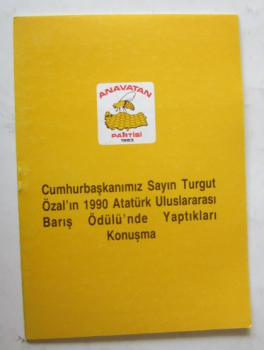 ANAVATAN
PARTİSİ
1983
Cumhurbaşkanımız Sayın Turgut
Özal'ın 1990 Atatürk Uluslararası
Barış Ödülü'nde Yaptıkları
Konuşma